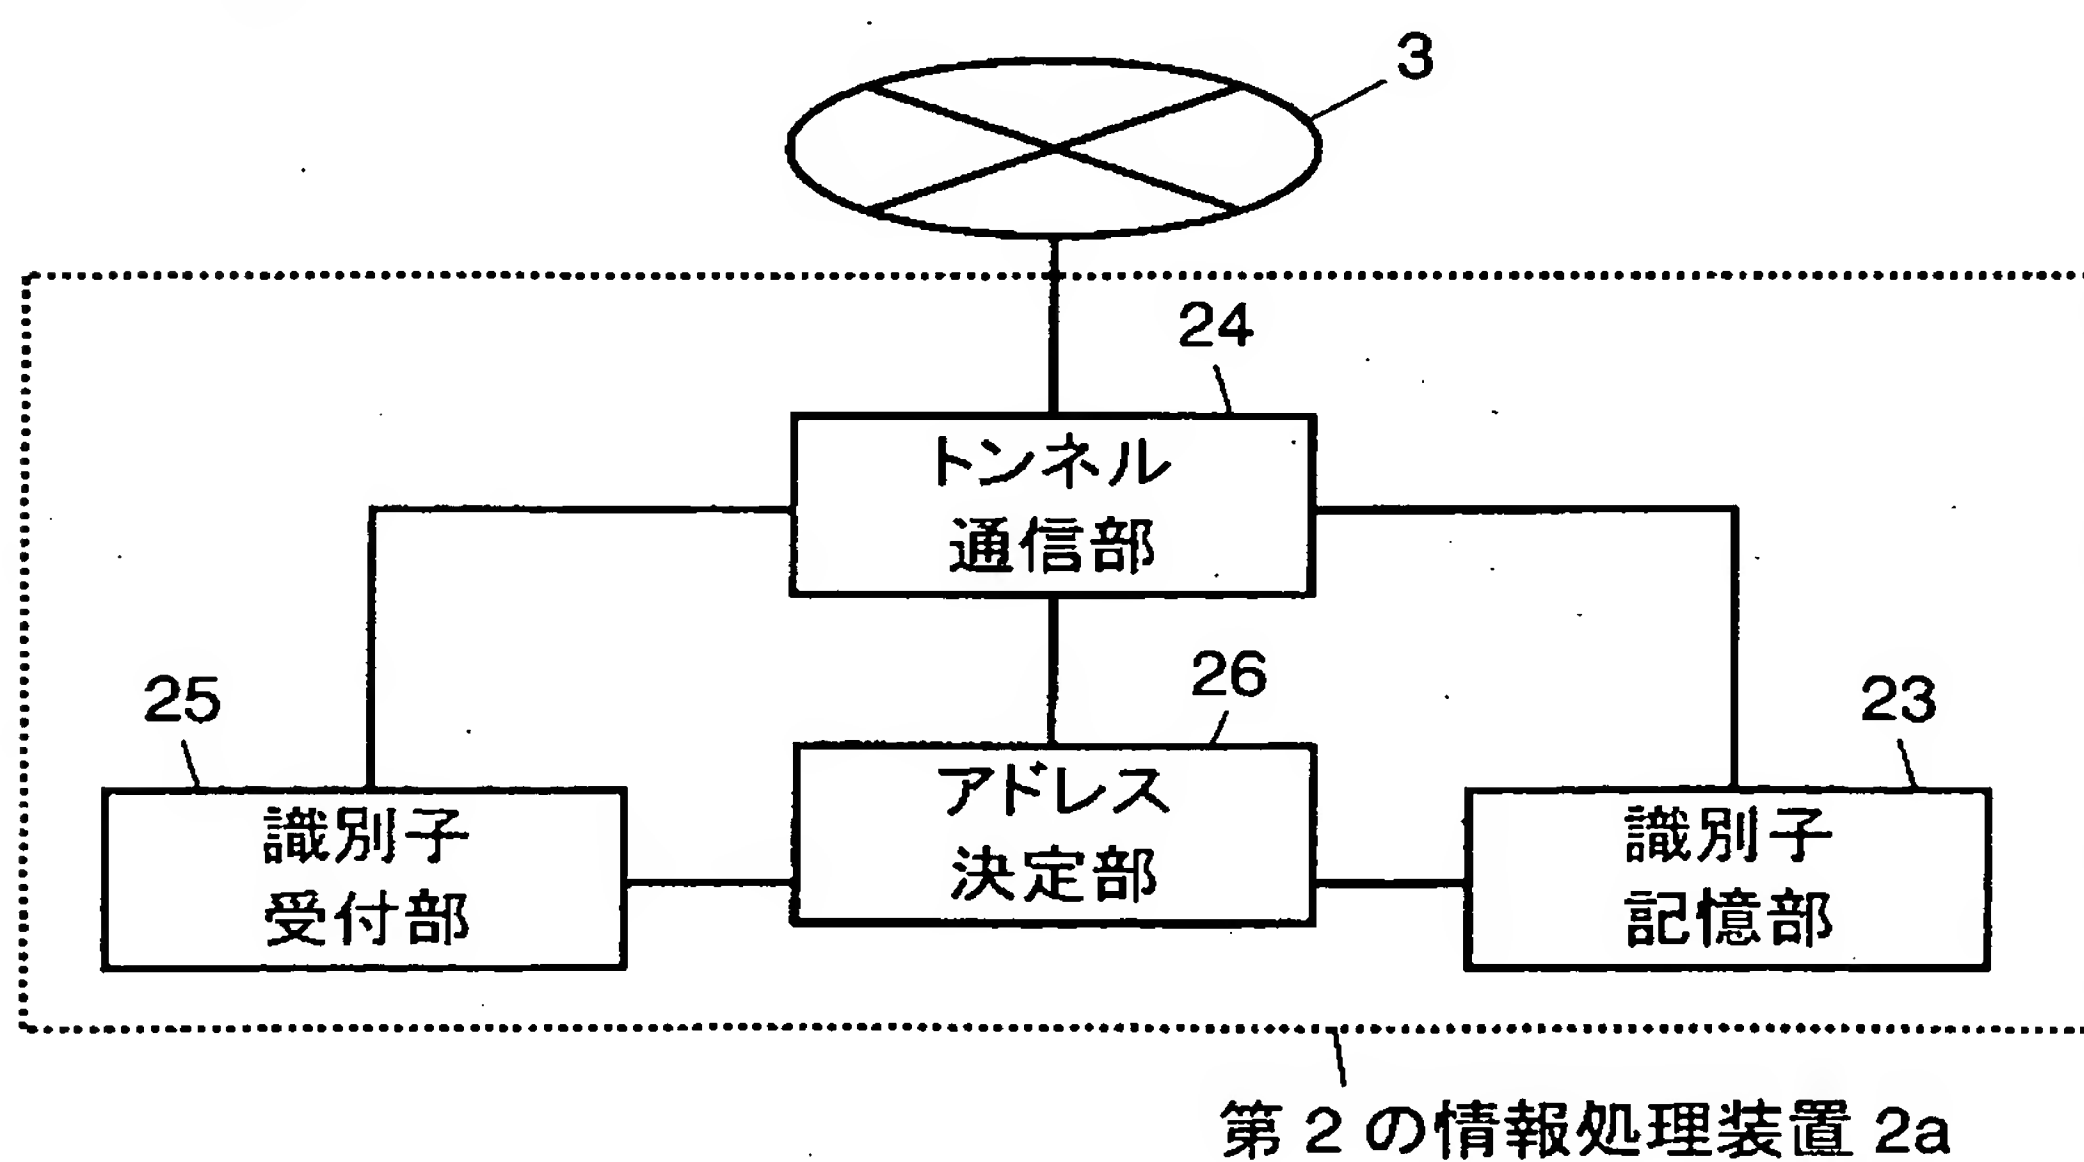 3
24
トンネル
通信部
25
26
23
識別子
受付部
アドレス
決定部
識別子
記憶部
第2の情報処理装置2a